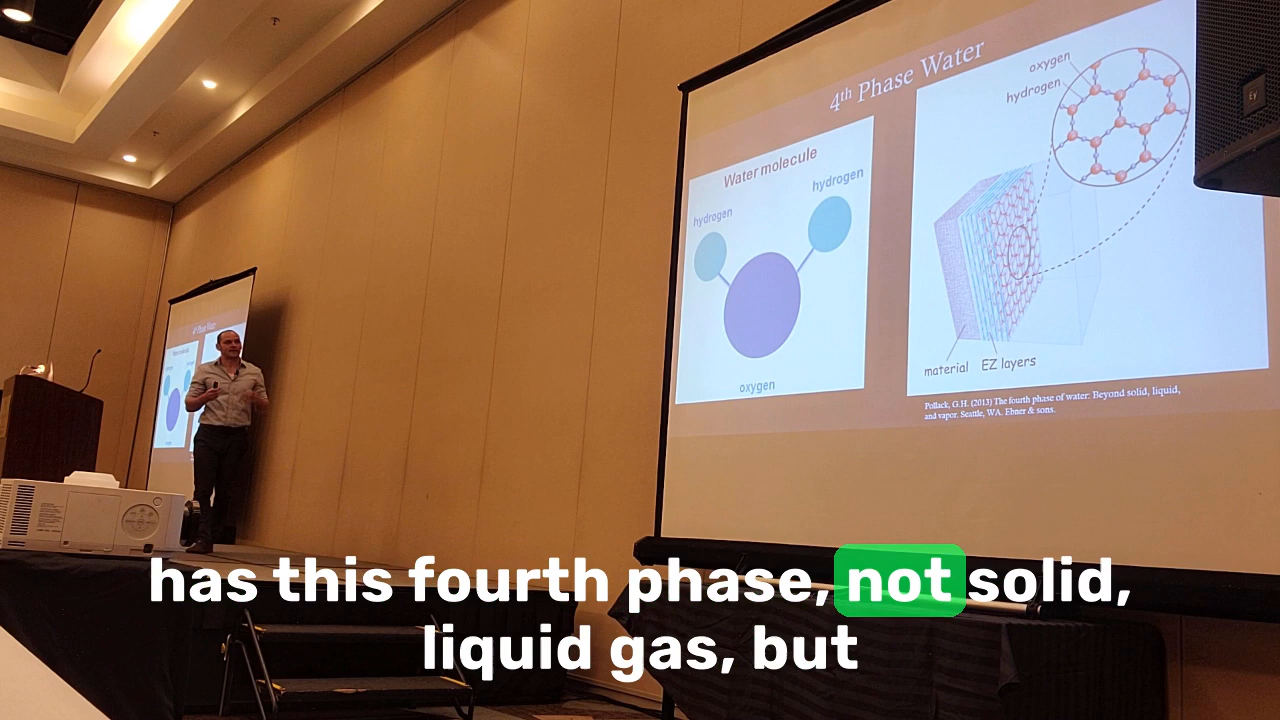 4th Phase Water
Water molecule
hydrogen
hydrogen
oxygen
oxygen
hydrogen
material EZ layers
Pollack, G.H. (2013) The fourth phase of water: Beyond solid, liquid,
and vapor. Seattle, WA. Ebner & sons.
has this fourth phase, not solid,
liquid gas, but